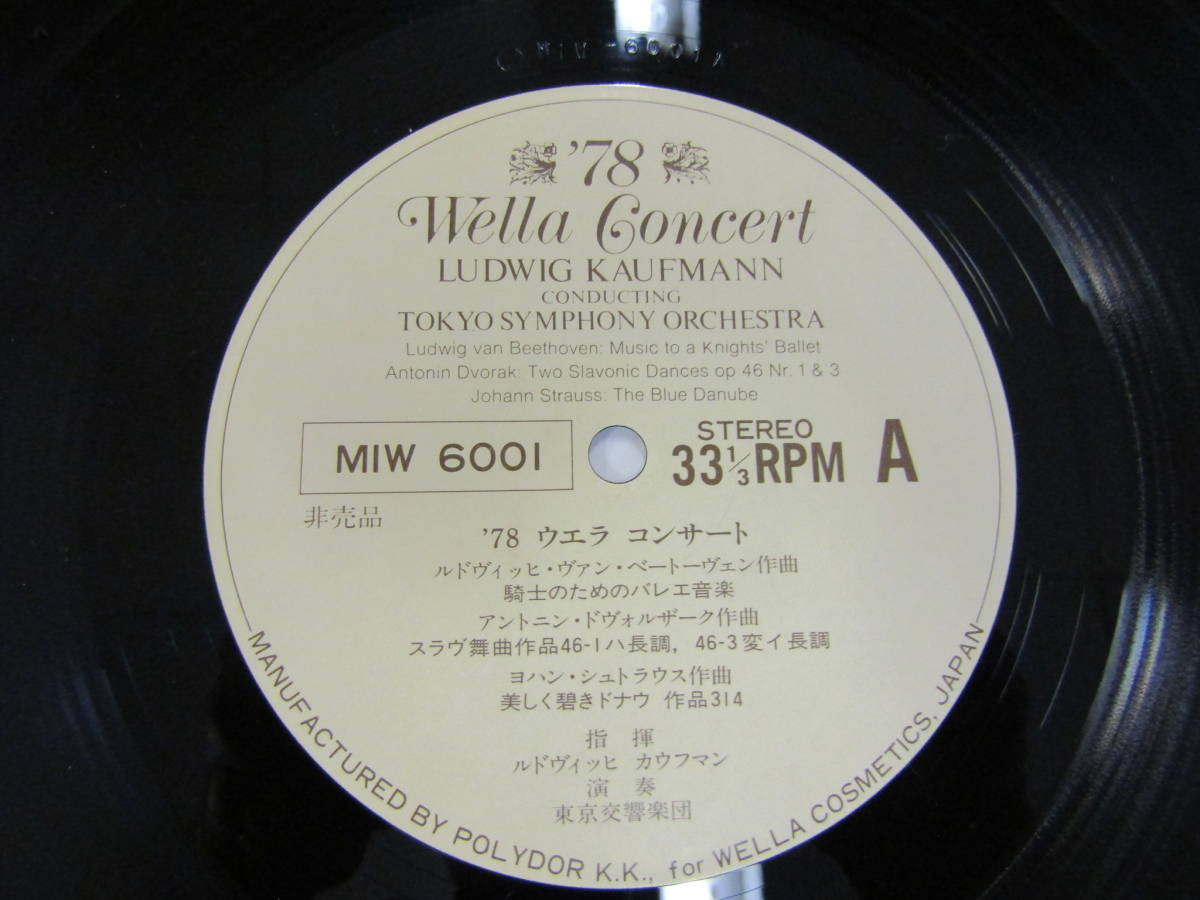 MIW-6001A
'78
Wella Concert
LUDWIG KAUFMANN
CONDUCTING
TOKYO SYMPHONY ORCHESTRA
Ludwig van Beethoven: Music to a Knights' Ballet
Antonin Dvorak: Two Slavonic Dances op 46 Nr. 1 & 3
Johann Strauss: The Blue Danube
MIW 6001
STEREO
33 1/3 RPM A
非売品
'78 ウエラ コンサート
ルドヴィッヒ・ヴァン・ベートーヴェン作曲
騎士のためのバレエ音楽
アントニン・ドヴォルザーク作曲
スラヴ舞曲作品46-1ハ長調，46-3変イ長調
ヨハン・シュトラウス作曲
美しく碧きドナウ 作品314
指揮
ルドヴィッヒ カウフマン
演奏
東京交響楽団
MANUFACTURED BY POLYDOR K.K., for WELLA COSMETICS, JAPAN